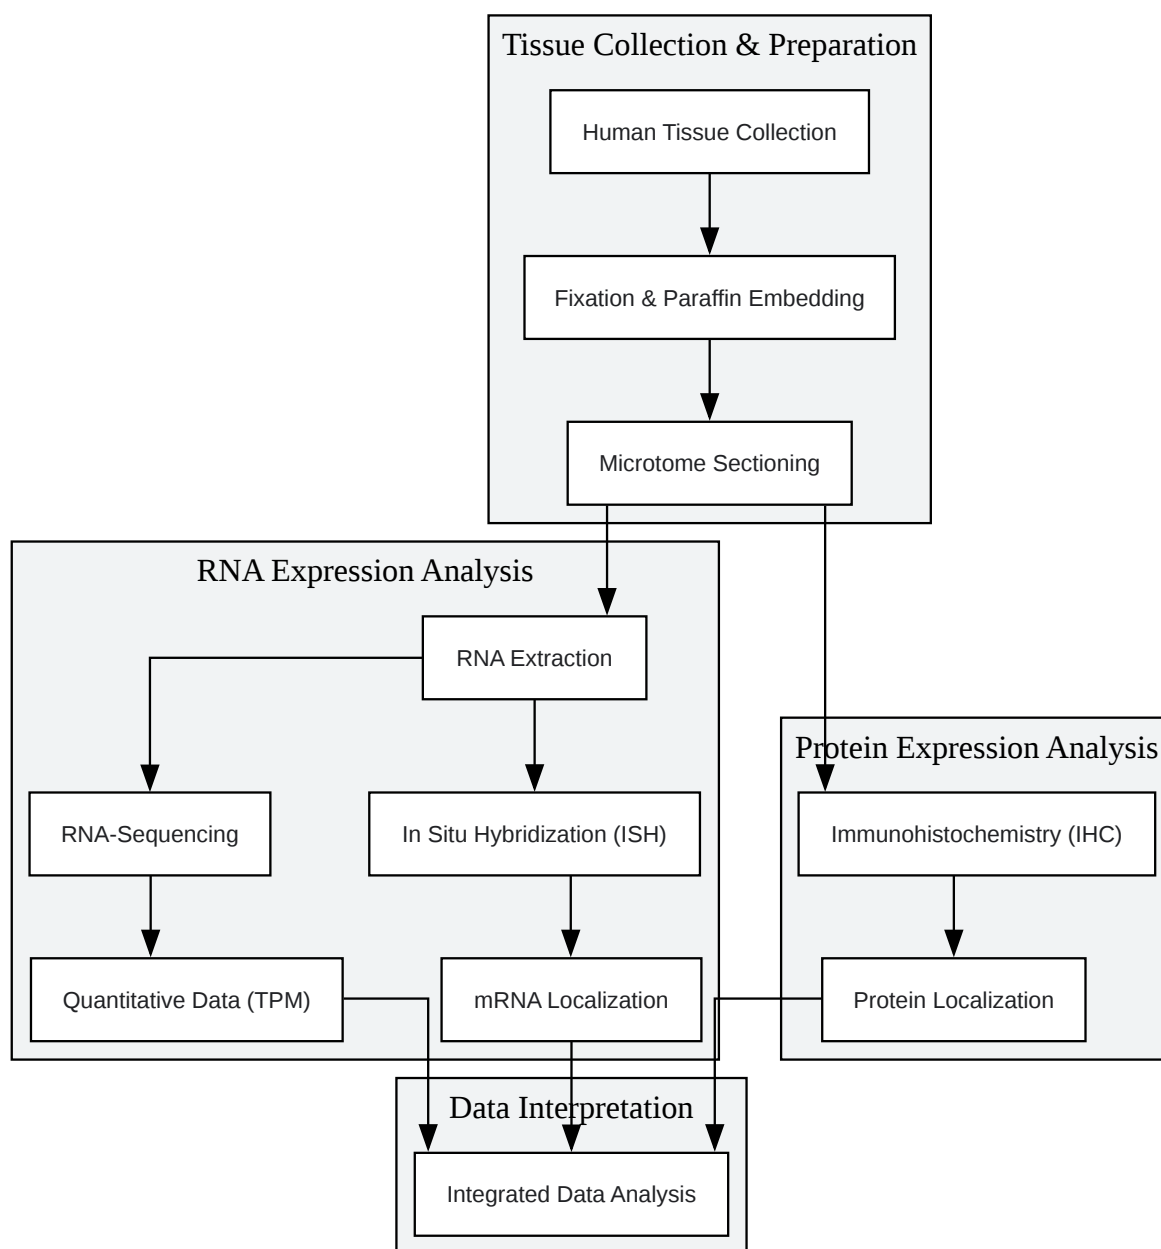 Tissue Collection & Preparation
Human Tissue Collection
Fixation & Paraffin Embedding
Microtome Sectioning
RNA Expression Analysis
RNA Extraction
Protein Expression Analysis
RNA-Sequencing
In Situ Hybridization (ISH)
Immunohistochemistry (IHC)
Quantitative Data (TPM)
mRNA Localization
Protein Localization
Data Interpretation
Integrated Data Analysis